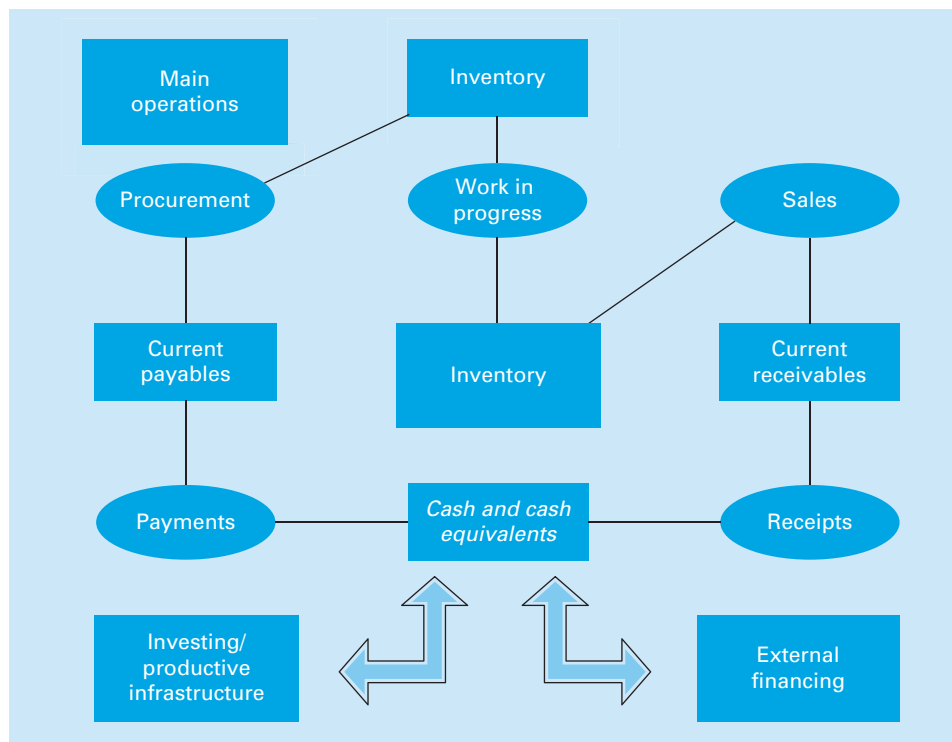 Main
operations
Inventory
Procurement
Work in
progress
Sales
Current
payables
Inventory
Current
receivables
Payments
Cash and cash
equivalents
Receipts
Investing/
productive
infrastructure
External
financing